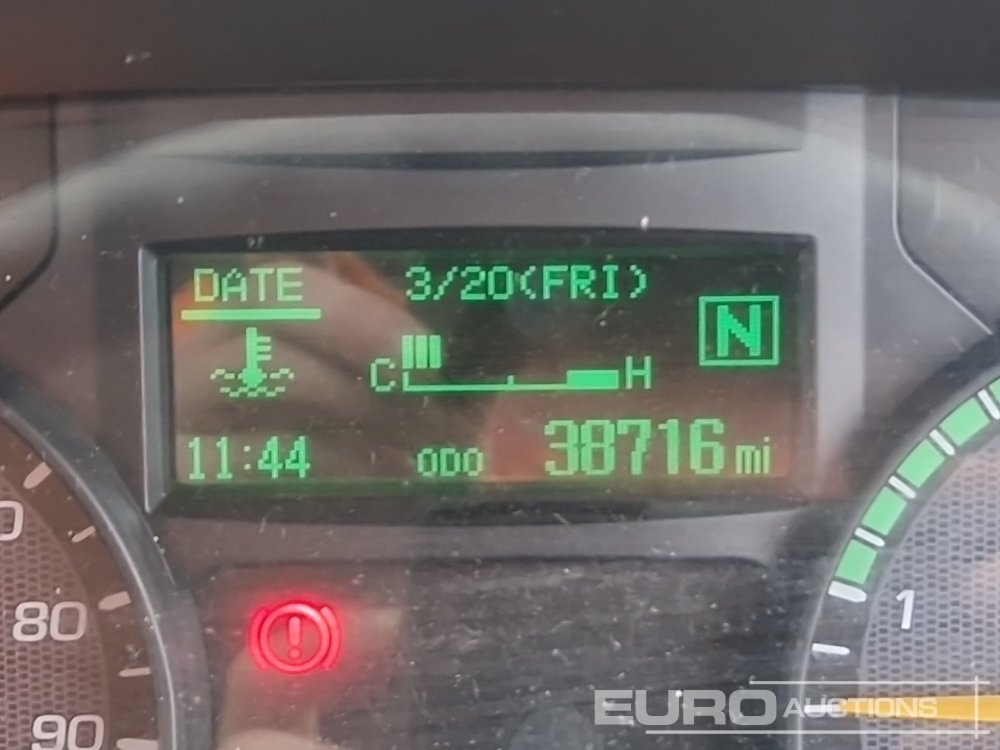 DATE 3/20(FRI)
N
C H
11:44 ODO 38716 mi
80
90
1
EURO AUCTIONS